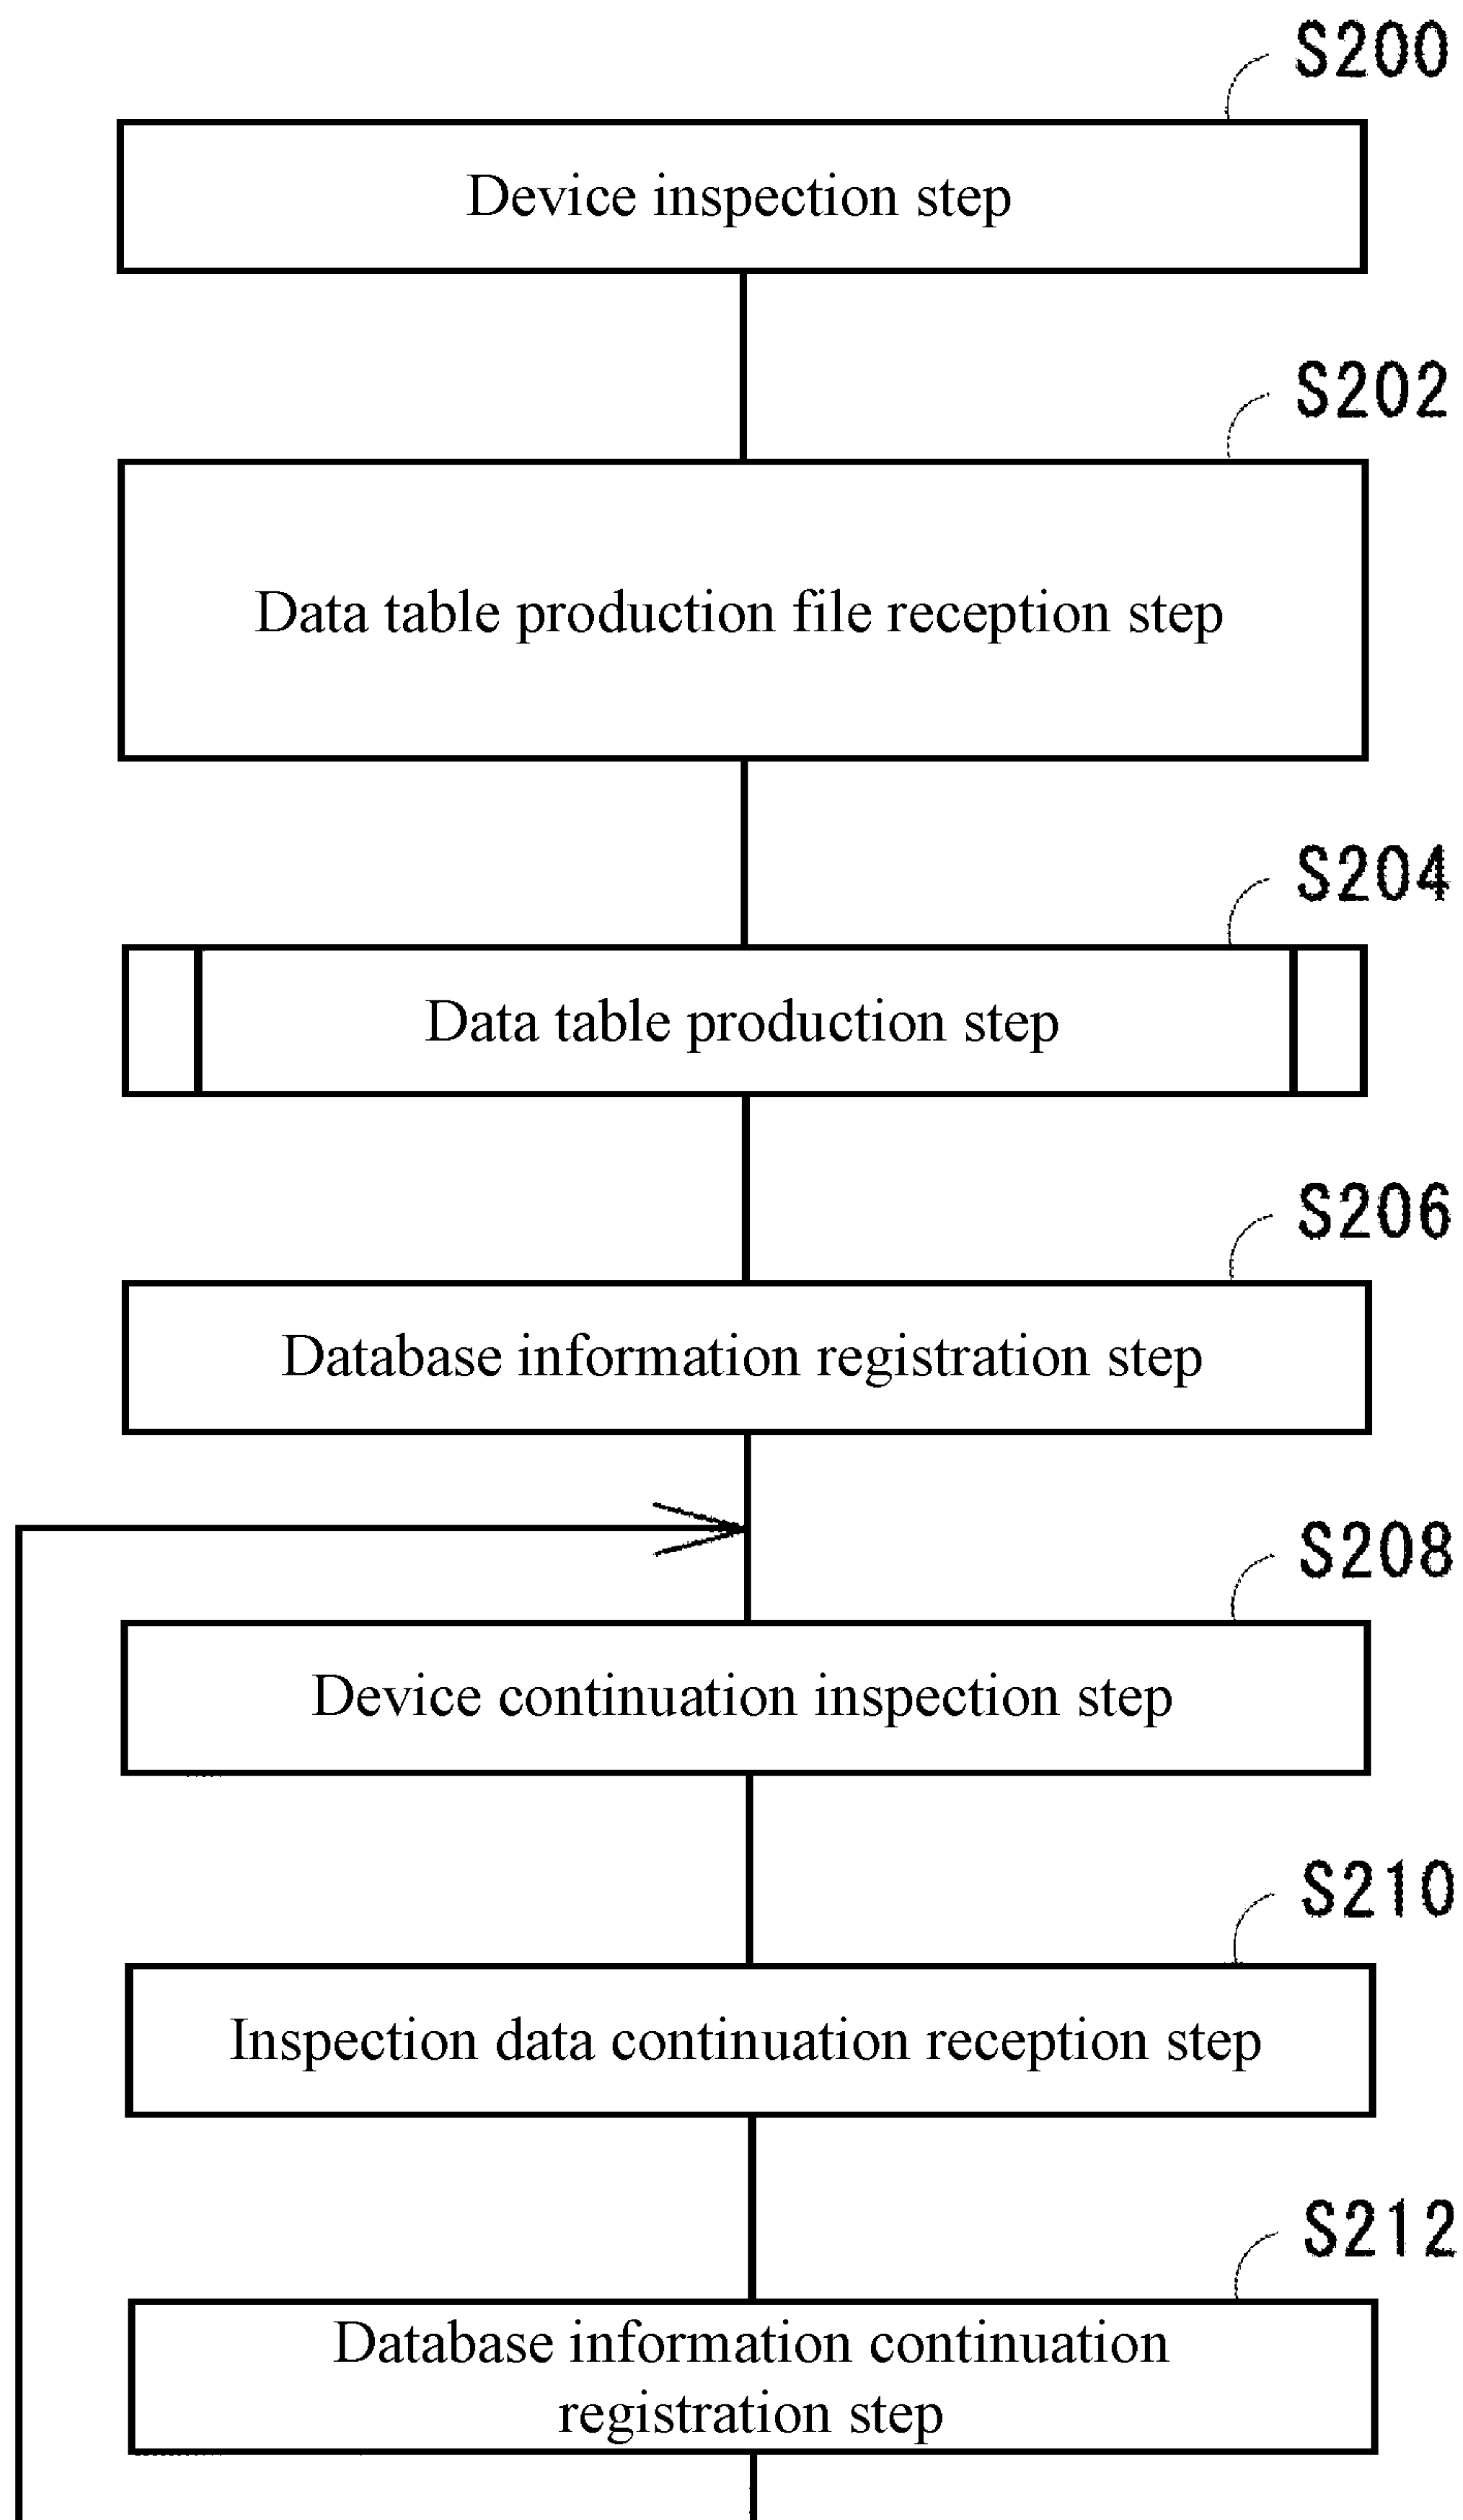 S200
Device inspection step
S202
Data table production file reception step
S204
Data table production step
S206
Database information registration step
S208
Device continuation inspection step
S210
Inspection data continuation reception step
S212
Database information continuation
registration step